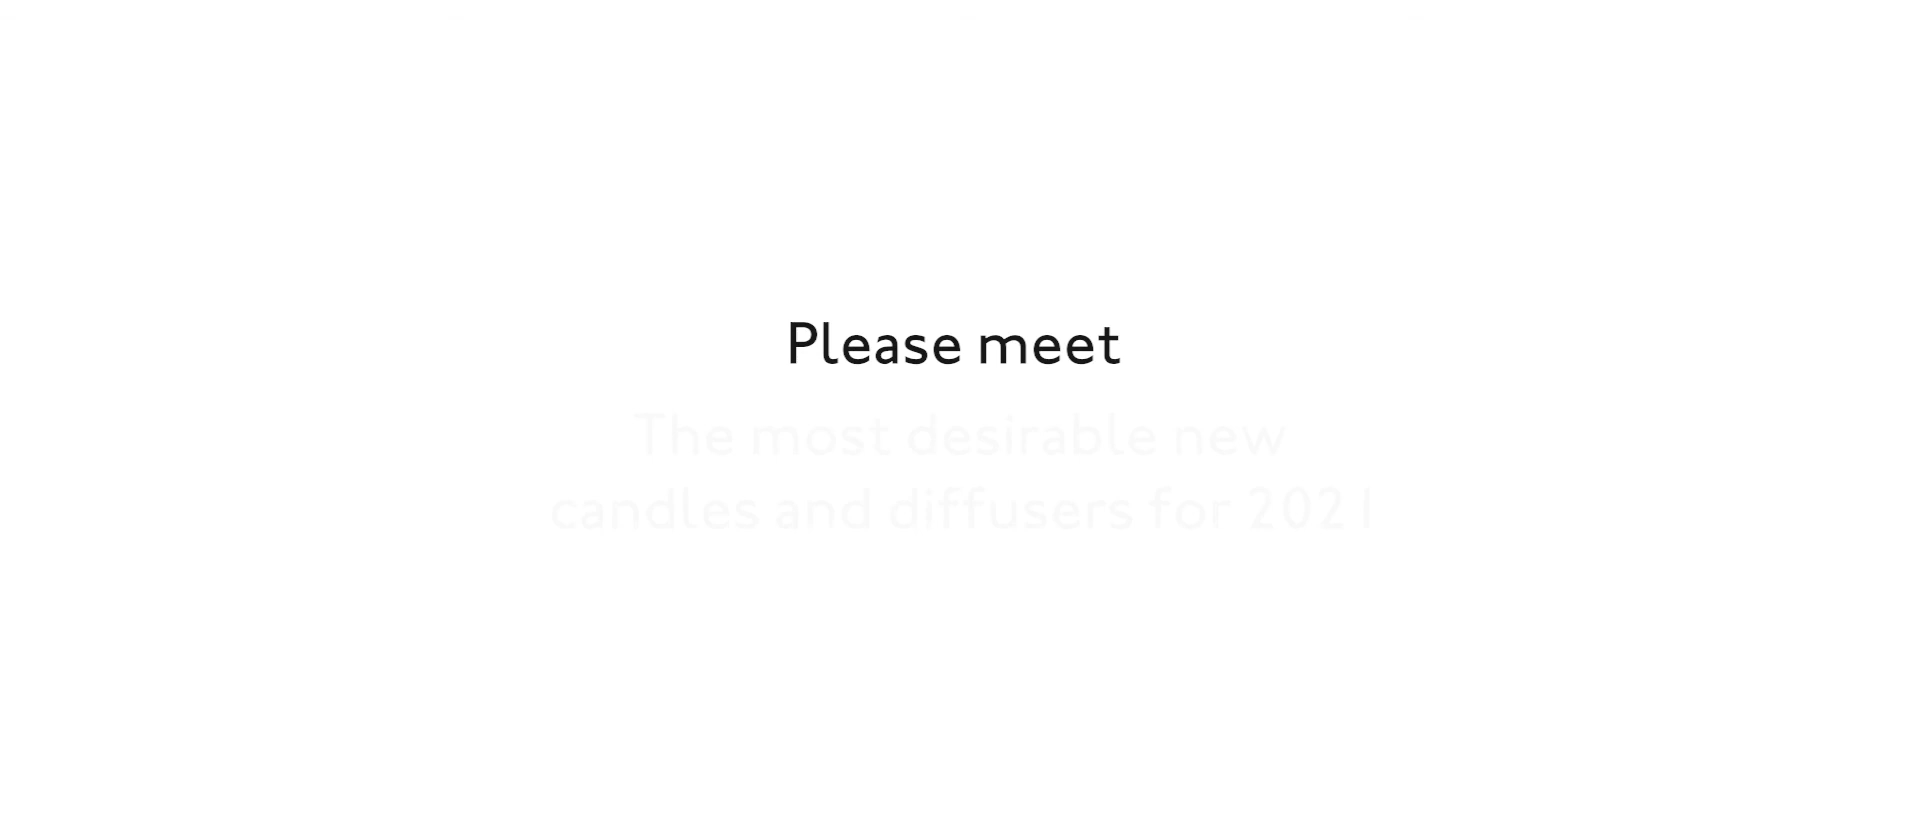 Please meet
The most desirable new
candles and diffusers for 2021